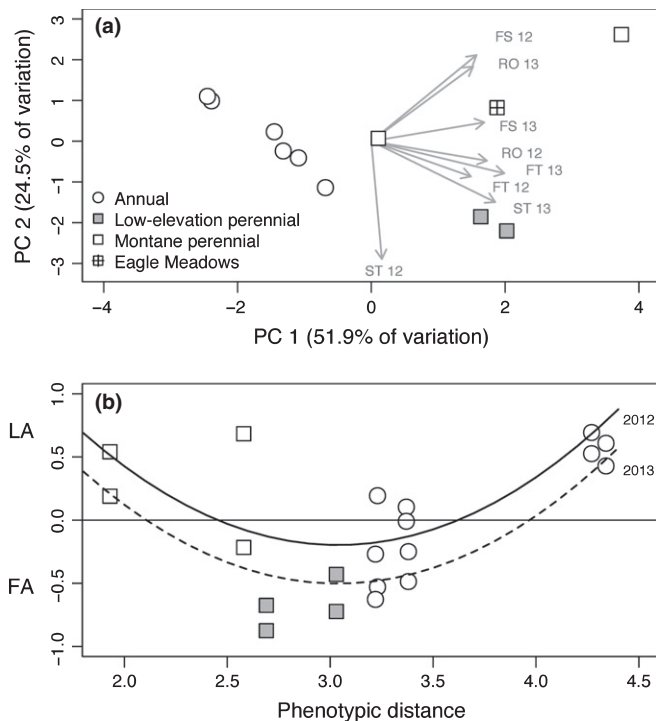 (a)
PC 2 (24.5% of variation)
3
2
1
0
−1
−2
−3
FS 12
RO 13
FS 13
RO 12
FT 13
FT 12
ST 13
ST 12
Annual
Low-elevation perennial
Montane perennial
Eagle Meadows
−4 −2 0 2 4
PC 1 (51.9% of variation)
(b)
LA
FA
1.0
0.5
0.0
−0.5
−1.0
2012
2013
2.0 2.5 3.0 3.5 4.0 4.5
Phenotypic distance